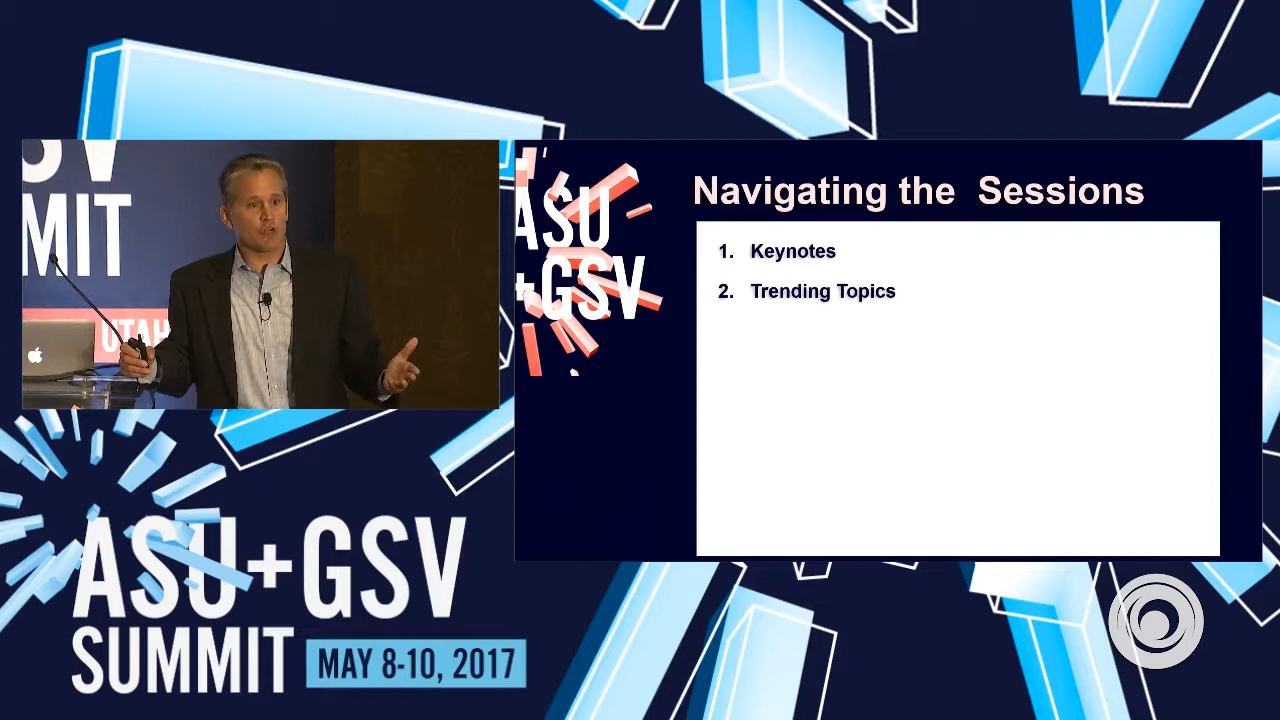 SV
MIT
UTAH
ASU
+GSV
Navigating the Sessions
1. Keynotes
2. Trending Topics
ASU+GSV
SUMMIT
MAY 8-10, 2017